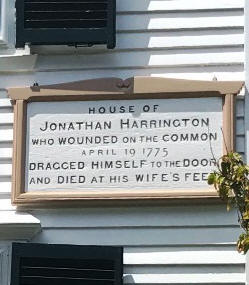 HOUSE OF
JONATHAN HARRINGTON
WHO WOUNDED ON THE COMMON
APRIL 19 1775
DRAGGED HIMSELF TO THE DOOR
AND DIED AT HIS WIFE'S FEET